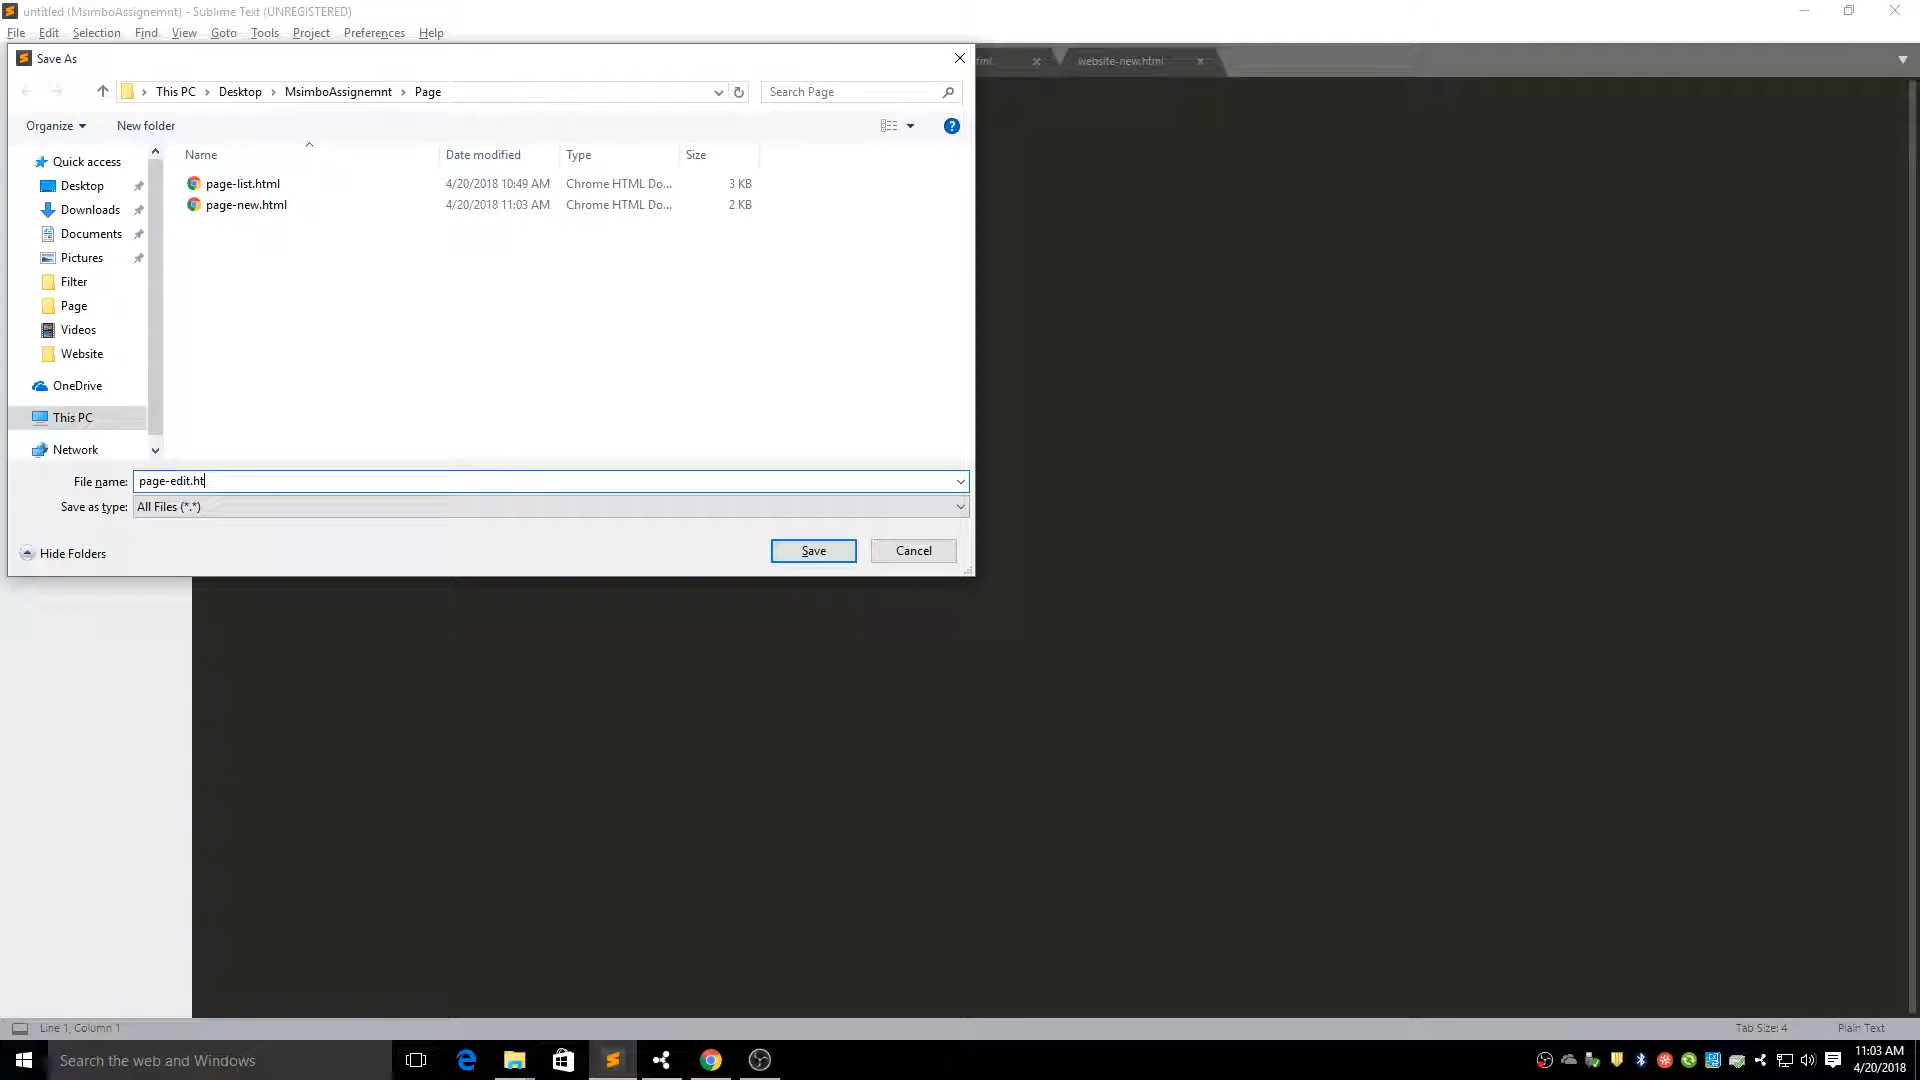 untitled (MsimboAssignemnt) - Sublime Text (UNREGISTERED)
File Edit Selection Find View Goto Tools Project Preferences Help
Save As
website-new.html
This PC > Desktop > MsimboAssignemnt > Page
Search Page
Organize New folder
Name Date modified Type Size
Quick access
page-list.html 4/20/2018 10:49 AM Chrome HTML Do... 3 KB
Desktop
page-new.html 4/20/2018 11:03 AM Chrome HTML Do... 2 KB
Downloads
Documents
Pictures
Filter
Page
Videos
Website
OneDrive
This PC
Network
File name: page-edit.ht
Save as type: All Files (*.*)
Hide Folders
Save Cancel
Line 1, Column 1
Tab Size: 4 Plain Text
Search the web and Windows
11:03 AM
4/20/2018